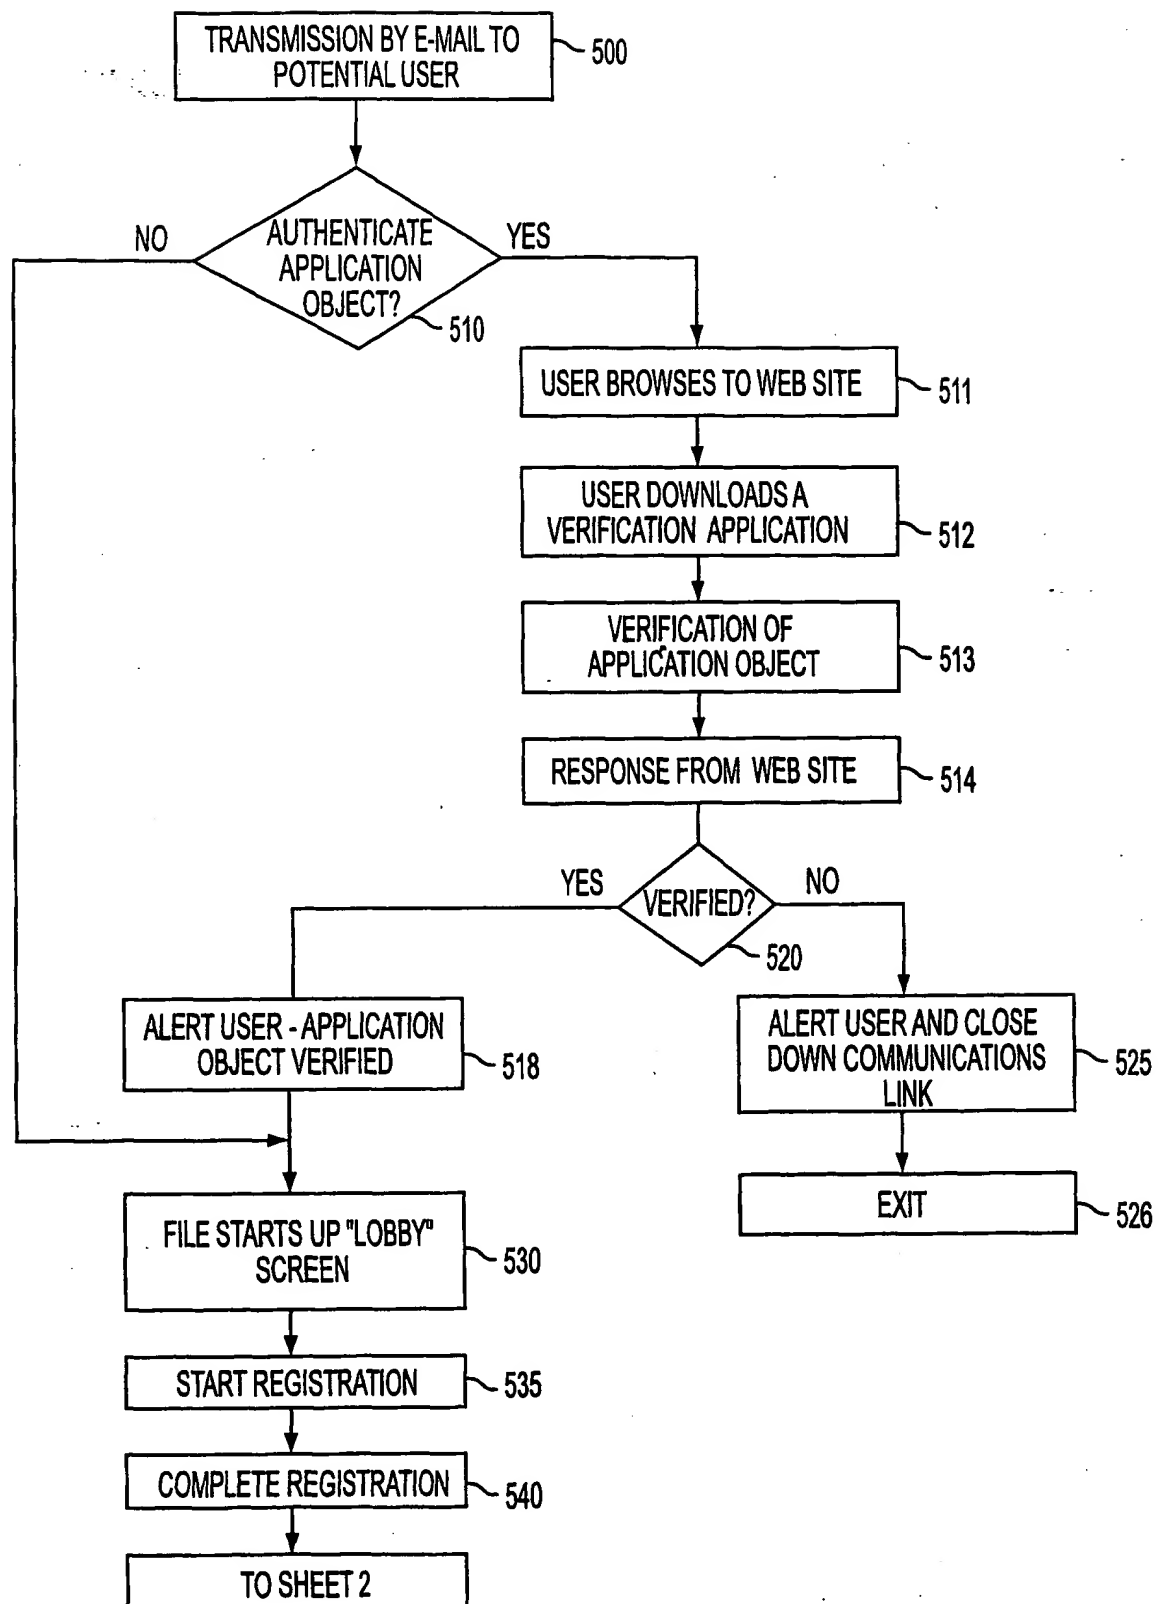 TRANSMISSION BY E-MAIL TO
POTENTIAL USER
500
NO
AUTHENTICATE
APPLICATION
OBJECT?
YES
510
USER BROWSES TO WEB SITE
511
USER DOWNLOADS A
VERIFICATION APPLICATION
512
VERIFICATION OF
APPLICATION OBJECT
513
RESPONSE FROM WEB SITE
514
YES
VERIFIED?
NO
520
ALERT USER - APPLICATION
OBJECT VERIFIED
518
ALERT USER AND CLOSE
DOWN COMMUNICATIONS
LINK
525
EXIT
526
FILE STARTS UP "LOBBY"
SCREEN
530
START REGISTRATION
535
COMPLETE REGISTRATION
540
TO SHEET 2